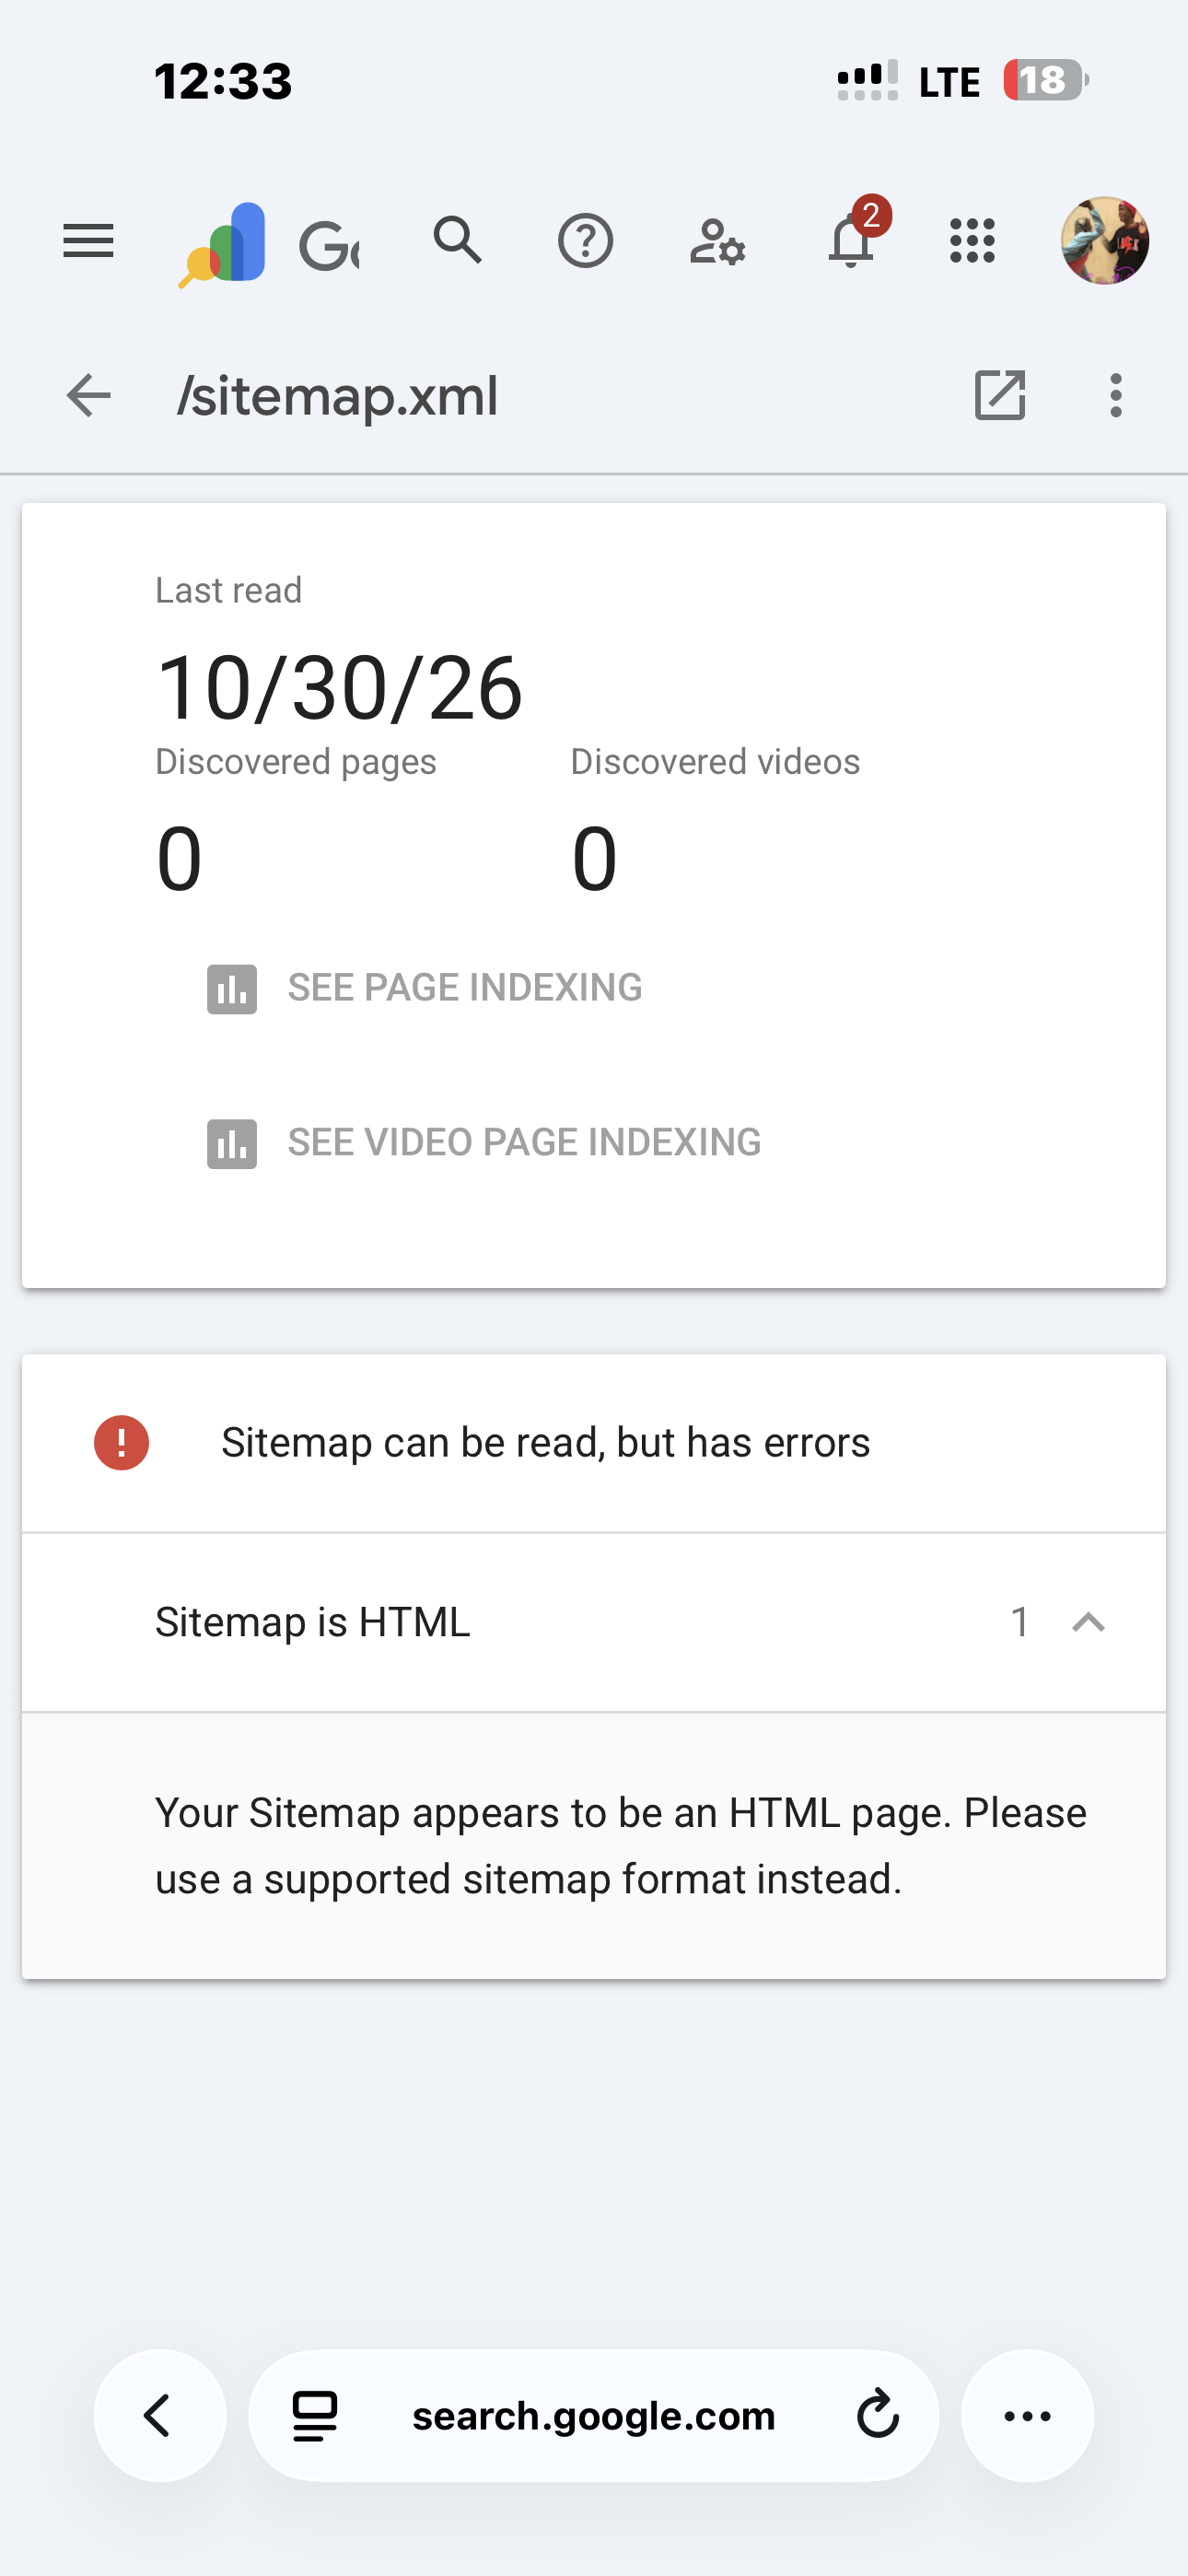 12:33
LTE
18
2
/sitemap.xml
Last read
10/30/26
Discovered pages
Discovered videos
0
0
SEE PAGE INDEXING
SEE VIDEO PAGE INDEXING
Sitemap can be read, but has errors
Sitemap is HTML
1
Your Sitemap appears to be an HTML page. Please
use a supported sitemap format instead.
search.google.com